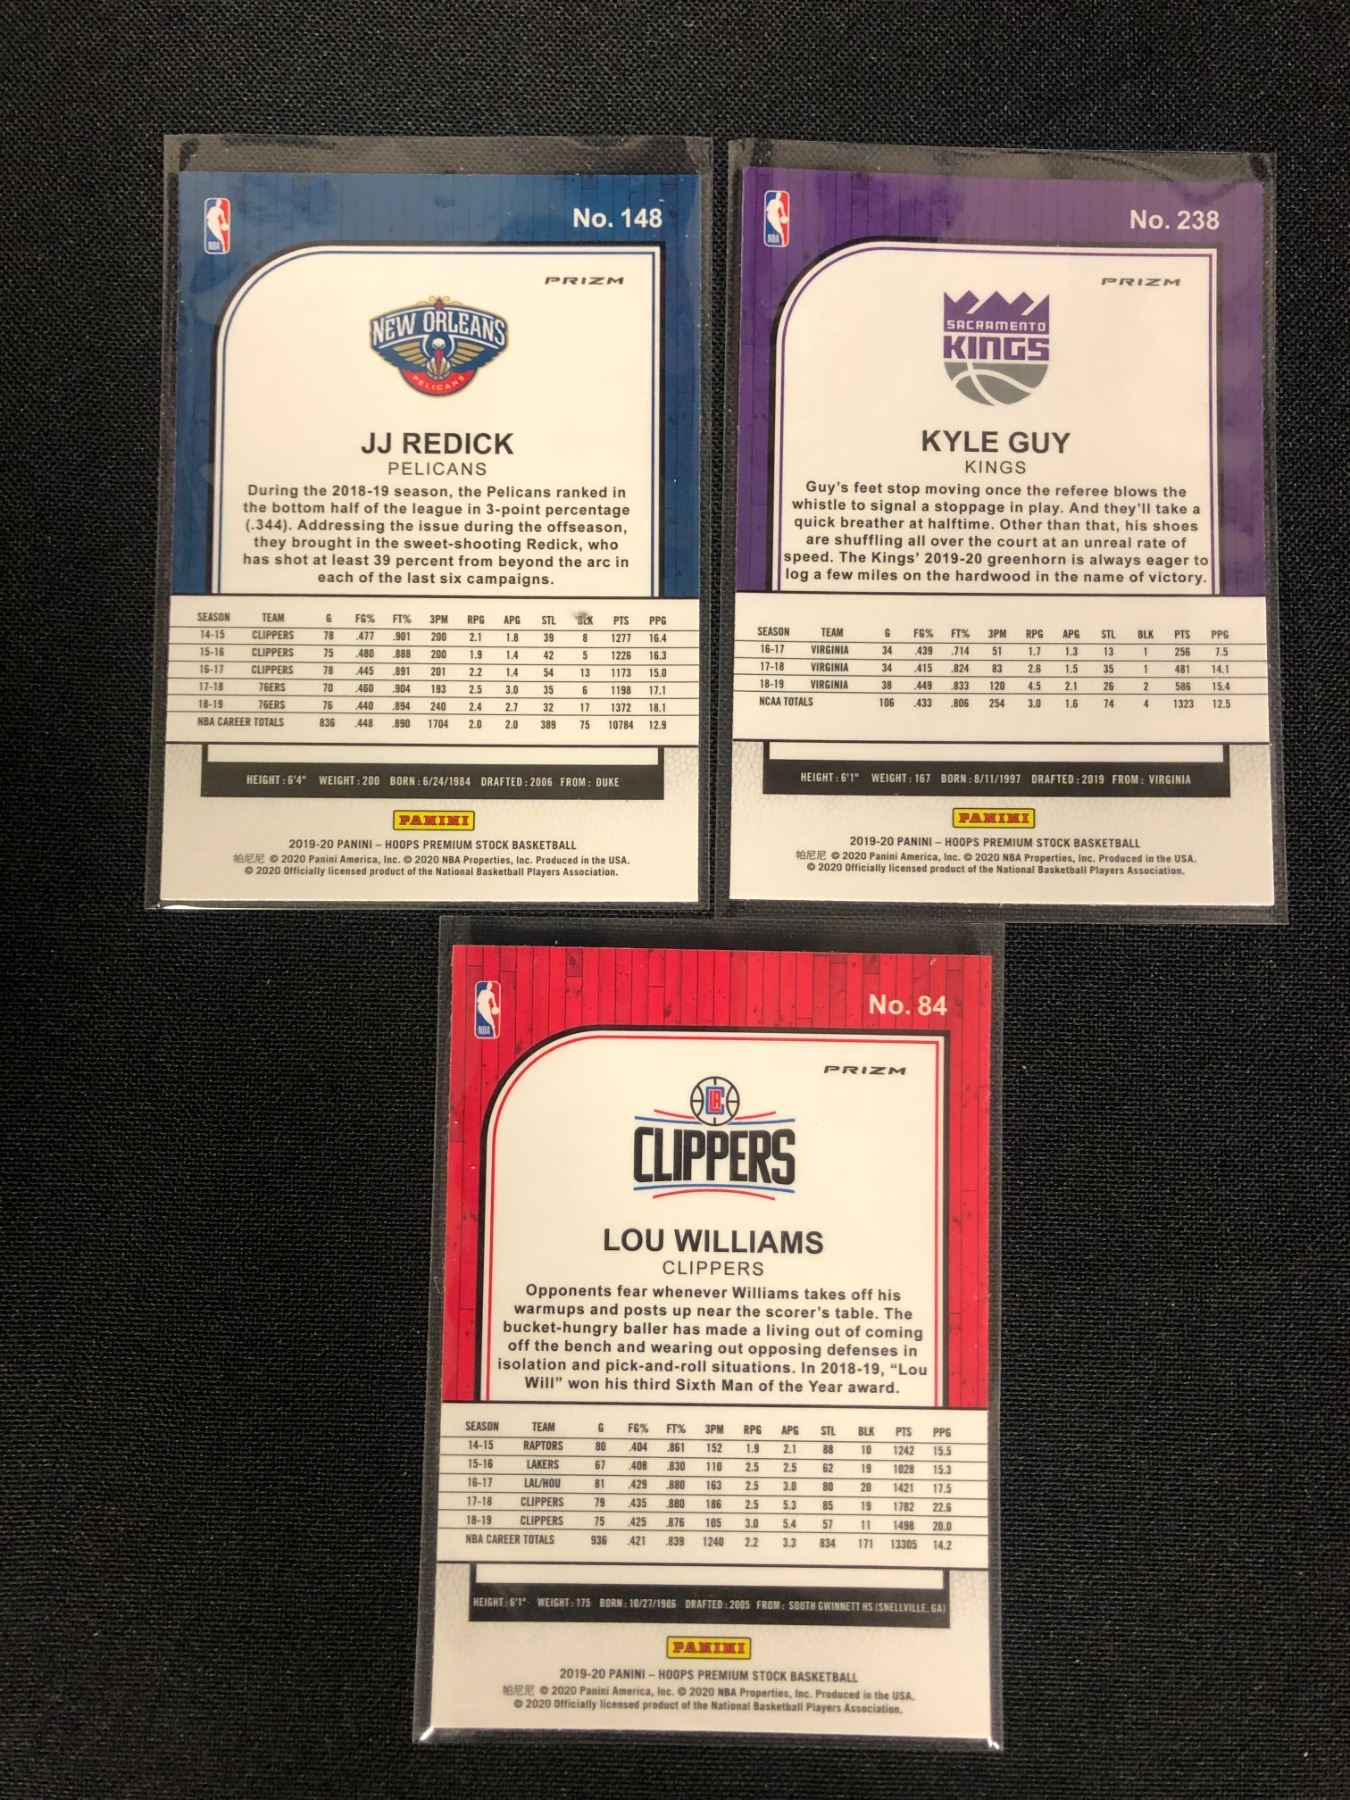 NBA
No. 148
PRIZM
NEW ORLEANS
PELICANS
JJ REDICK
PELICANS
During the 2018-19 season, the Pelicans ranked in
the bottom half of the league in 3-point percentage
(.344). Addressing the issue during the offseason,
they brought in the sweet-shooting Redick, who
has shot at least 39 percent from beyond the arc in
each of the last six campaigns.
SEASON TEAM G FG% FT% 3PM RPG APG STL BLK PTS PPG
14-15 CLIPPERS 78 .477 .901 200 2.1 1.8 39 8 1277 16.4
15-16 CLIPPERS 75 .480 .888 200 1.9 1.4 42 5 1226 16.3
16-17 CLIPPERS 78 .445 .891 201 2.2 1.4 54 13 1173 15.0
17-18 76ERS 70 .460 .904 193 2.5 3.0 35 6 1198 17.1
18-19 76ERS 76 .440 .894 240 2.4 2.7 32 17 1372 18.1
NBA CAREER TOTALS 836 .448 .890 1704 2.0 2.0 389 75 10784 12.9
HEIGHT: 6'4" WEIGHT: 200 BORN: 6/24/1984 DRAFTED: 2006 FROM: DUKE
PANINI
2019-20 PANINI – HOOPS PREMIUM STOCK BASKETBALL
帕尼尼 © 2020 Panini America, Inc. © 2020 NBA Properties, Inc. Produced in the USA.
© 2020 Officially licensed product of the National Basketball Players Association.
NBA
No. 238
PRIZM
SACRAMENTO
KINGS
KYLE GUY
KINGS
Guy's feet stop moving once the referee blows the
whistle to signal a stoppage in play. And they'll take a
quick breather at halftime. Other than that, his shoes
are shuffling all over the court at an unreal rate of
speed. The Kings' 2019-20 greenhorn is always eager to
log a few miles on the hardwood in the name of victory.
SEASON TEAM G FG% FT% 3PM RPG APG STL BLK PTS PPG
16-17 VIRGINIA 34 .439 .714 51 1.7 1.3 13 1 256 7.5
17-18 VIRGINIA 34 .415 .824 83 2.6 1.5 35 1 481 14.1
18-19 VIRGINIA 38 .449 .833 120 4.5 2.1 26 2 586 15.4
NCAA TOTALS 106 .433 .806 254 3.0 1.6 74 4 1323 12.5
HEIGHT: 6'1" WEIGHT: 167 BORN: 8/11/1997 DRAFTED: 2019 FROM: VIRGINIA
PANINI
2019-20 PANINI – HOOPS PREMIUM STOCK BASKETBALL
帕尼尼 © 2020 Panini America, Inc. © 2020 NBA Properties, Inc. Produced in the USA.
© 2020 Officially licensed product of the National Basketball Players Association.
NBA
No. 84
PRIZM
LAC
CLIPPERS
LOU WILLIAMS
CLIPPERS
Opponents fear whenever Williams takes off his
warmups and posts up near the scorer's table. The
bucket-hungry baller has made a living out of coming
off the bench and wearing out opposing defenses in
isolation and pick-and-roll situations. In 2018-19, "Lou
Will" won his third Sixth Man of the Year award.
SEASON TEAM G FG% FT% 3PM RPG APG STL BLK PTS PPG
14-15 RAPTORS 80 .404 .861 152 1.9 2.1 88 10 1242 15.5
15-16 LAKERS 67 .408 .830 110 2.5 2.5 62 19 1028 15.3
16-17 LAL/HOU 81 .429 .880 163 2.5 3.0 80 20 1421 17.5
17-18 CLIPPERS 79 .435 .880 186 2.5 5.3 85 19 1782 22.6
18-19 CLIPPERS 75 .425 .876 105 3.0 5.4 57 11 1498 20.0
NBA CAREER TOTALS 936 .421 .839 1240 2.2 3.3 834 171 13305 14.2
HEIGHT: 6'1" WEIGHT: 175 BORN: 10/27/1986 DRAFTED: 2005 FROM: SOUTH GWINNETT HS (SNELLVILLE, GA)
PANINI
2019-20 PANINI – HOOPS PREMIUM STOCK BASKETBALL
帕尼尼 © 2020 Panini America, Inc. © 2020 NBA Properties, Inc. Produced in the USA.
© 2020 Officially licensed product of the National Basketball Players Association.